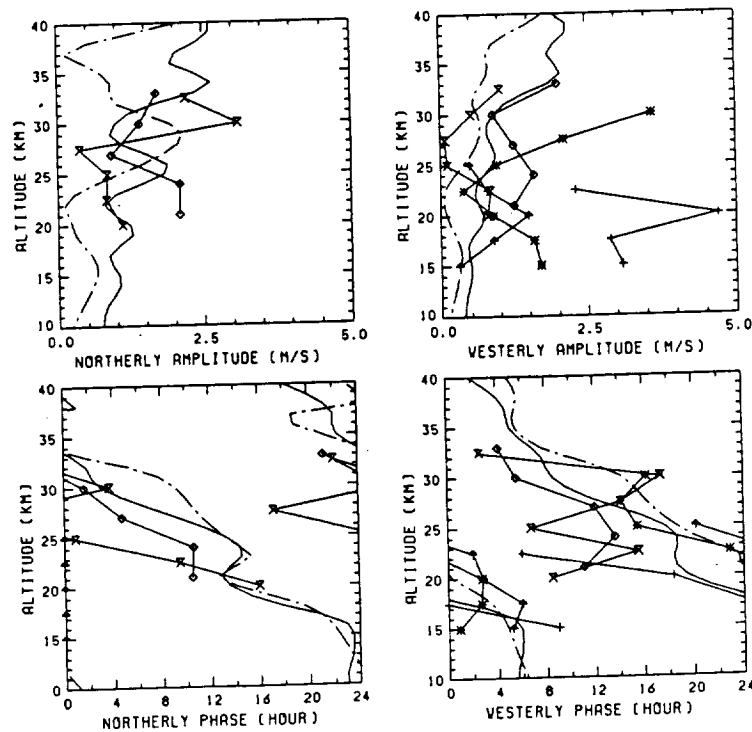 40
35
30
25
20
15
10
ALTITUDE (KM)
0.0 2.5 5.0
NORTHERLY AMPLITUDE (M/S)
40
35
30
25
20
15
10
ALTITUDE (KM)
0.0 2.5 5.0
WESTERLY AMPLITUDE (M/S)
40
35
30
25
20
15
0
ALTITUDE (KM)
0 4 8 12 16 20 24
NORTHERLY PHASE (HOUR)
40
35
30
25
20
15
10
ALTITUDE (KM)
0 4 8 12 16 20 24
WESTERLY PHASE (HOUR)